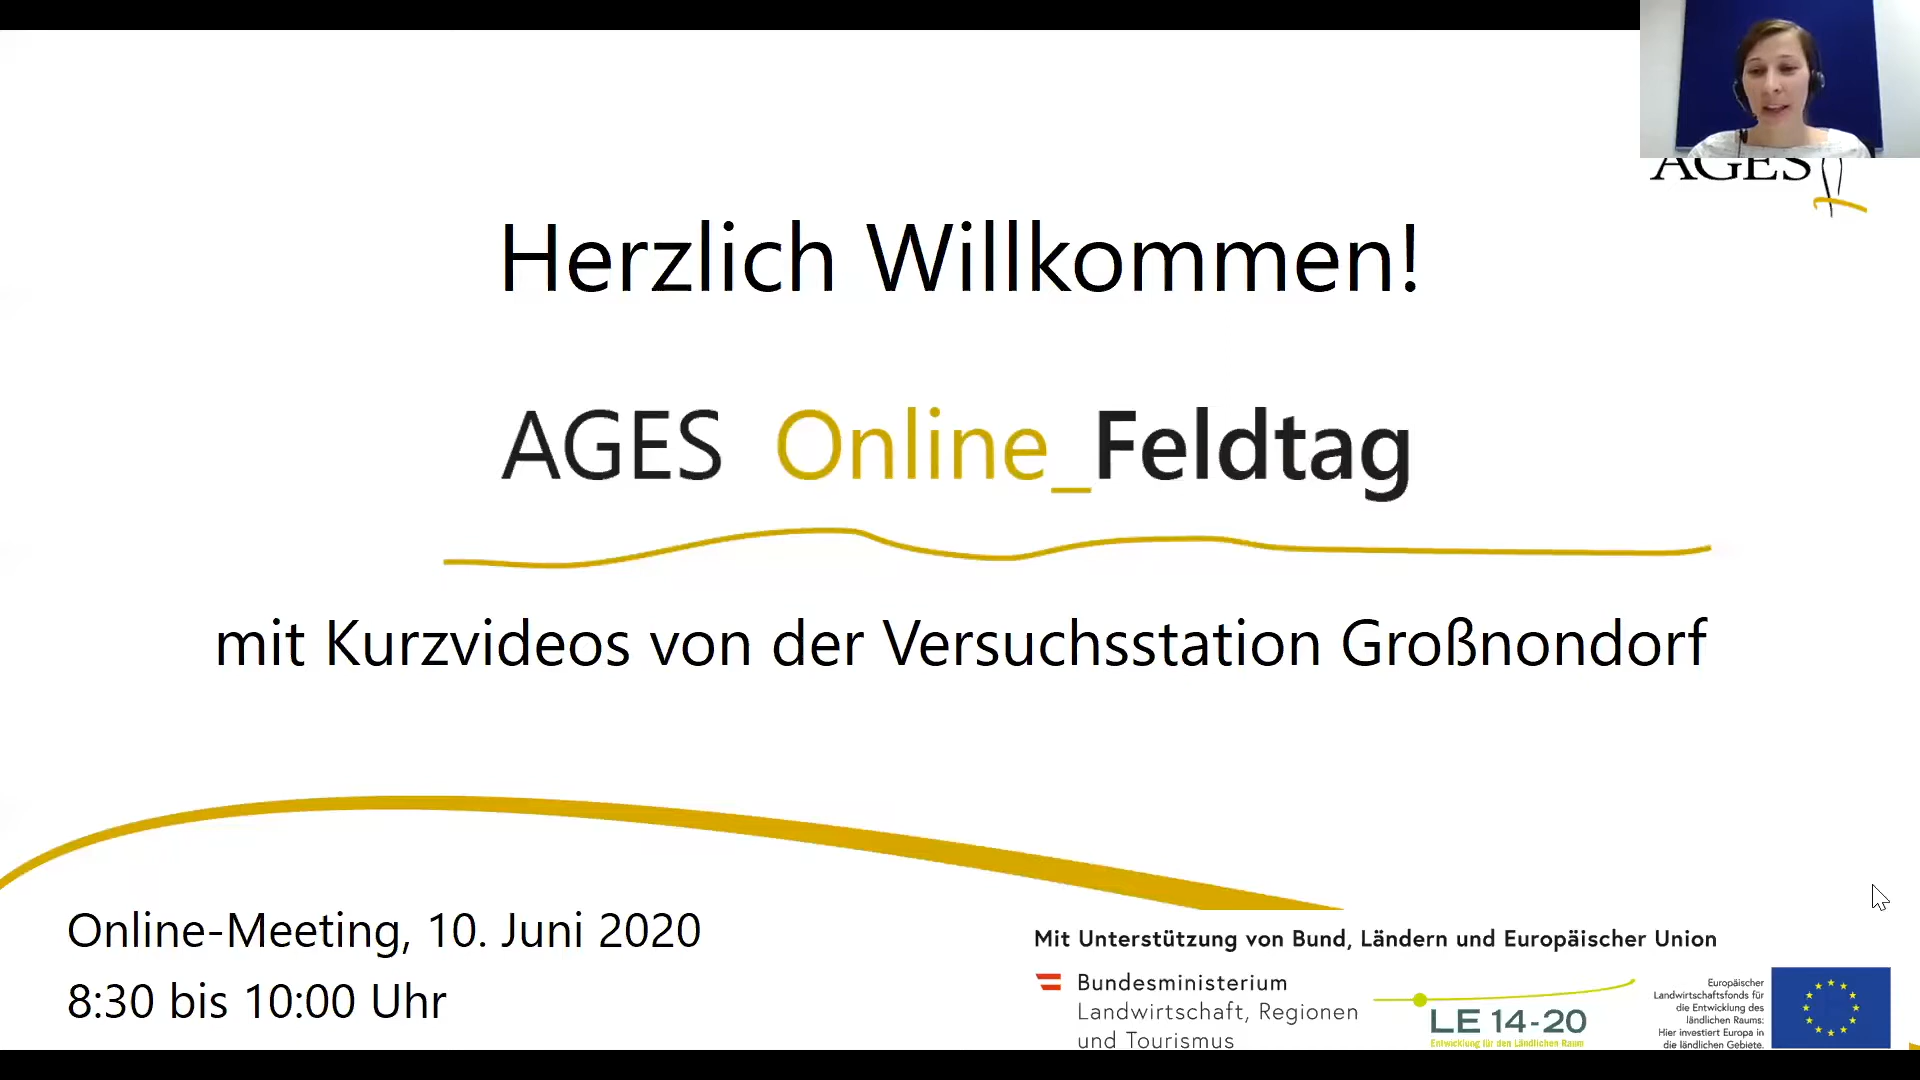 AGES
Herzlich Willkommen!
AGES Online_Feldtag
mit Kurzvideos von der Versuchsstation Großnondorf
Online-Meeting, 10. Juni 2020
8:30 bis 10:00 Uhr
Mit Unterstützung von Bund, Ländern und Europäischer Union
Bundesministerium
Landwirtschaft, Regionen
und Tourismus
LE 14-20
Entwicklung für den Ländlichen Raum
Europäischer
Landwirtschaftsfonds für
die Entwicklung des
ländlichen Raums:
Hier investiert Europa in
die ländlichen Gebiete.